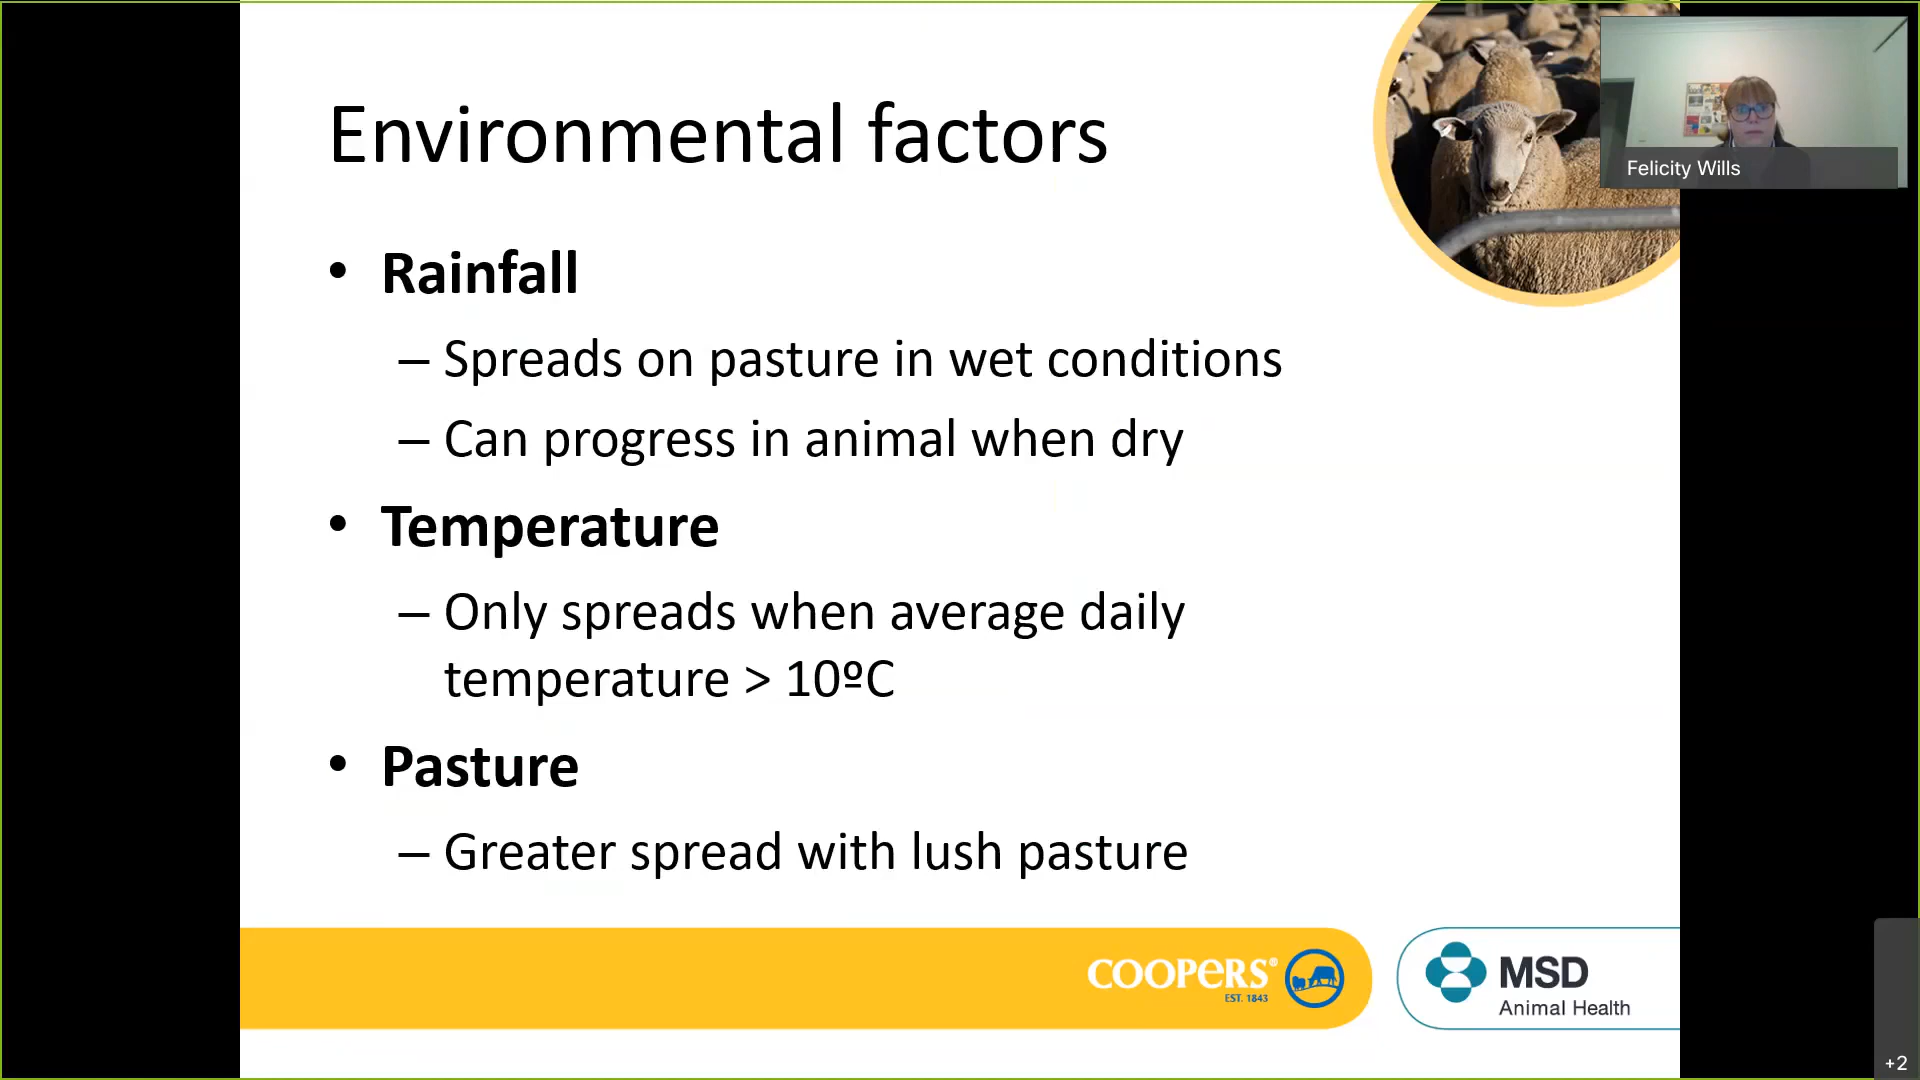 Environmental factors
Felicity Wills
• Rainfall
– Spreads on pasture in wet conditions
– Can progress in animal when dry
• Temperature
– Only spreads when average daily
temperature > 10ºC
• Pasture
– Greater spread with lush pasture
COOPERS®
EST. 1843
MSD
Animal Health
+2